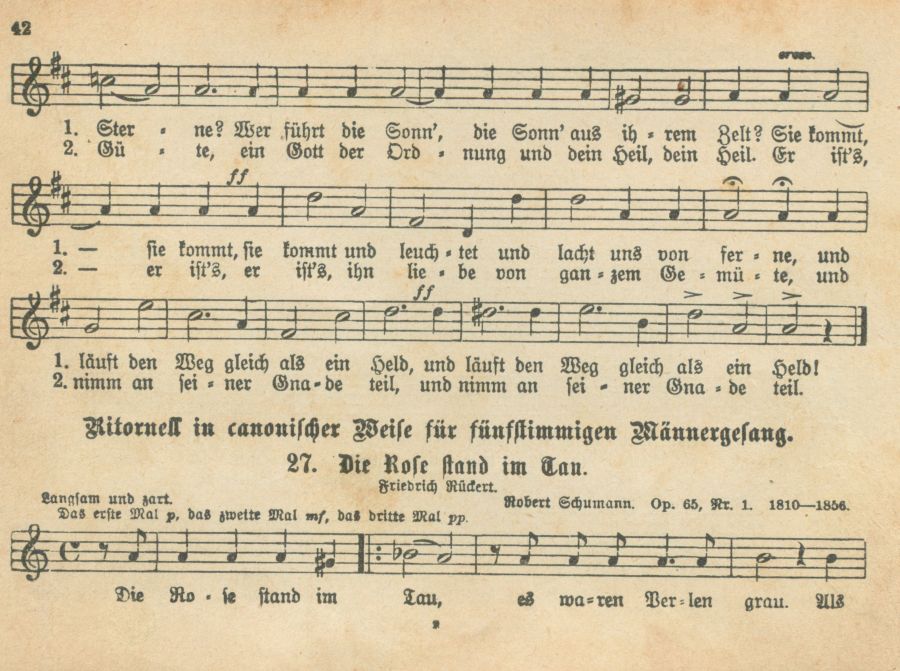 42
cresc.
1. Ster - ne? Wer führt die Sonn', die Sonn' aus ih - rem Zelt? Sie kommt,
2. Gü - te, ein Gott der Ord - nung und dein Heil, dein Heil. Er ist's,
ff
1. — sie kommt, sie kommt und leuch - tet und lacht uns von fer - ne, und
2. — er ist's, er ist's, ihn lie - be von gan - zem Ge - mü - te, und
ff
1. läuft den Weg gleich als ein Held, und läuft den Weg gleich als ein Held!
2. nimm an sei - ner Gna - de teil, und nimm an sei - ner Gna - de teil.
Ritornell in canonischer Weise für fünfstimmigen Männergesang.
27. Die Rose stand im Tau.
Friedrich Rückert.
Langsam und zart.
Robert Schumann. Op. 65, Nr. 1. 1810—1856.
Das erste Mal p, das zweite Mal mf, das dritte Mal pp.
Die Ro - se stand im Tau, es wa - ren Per - len grau. Als